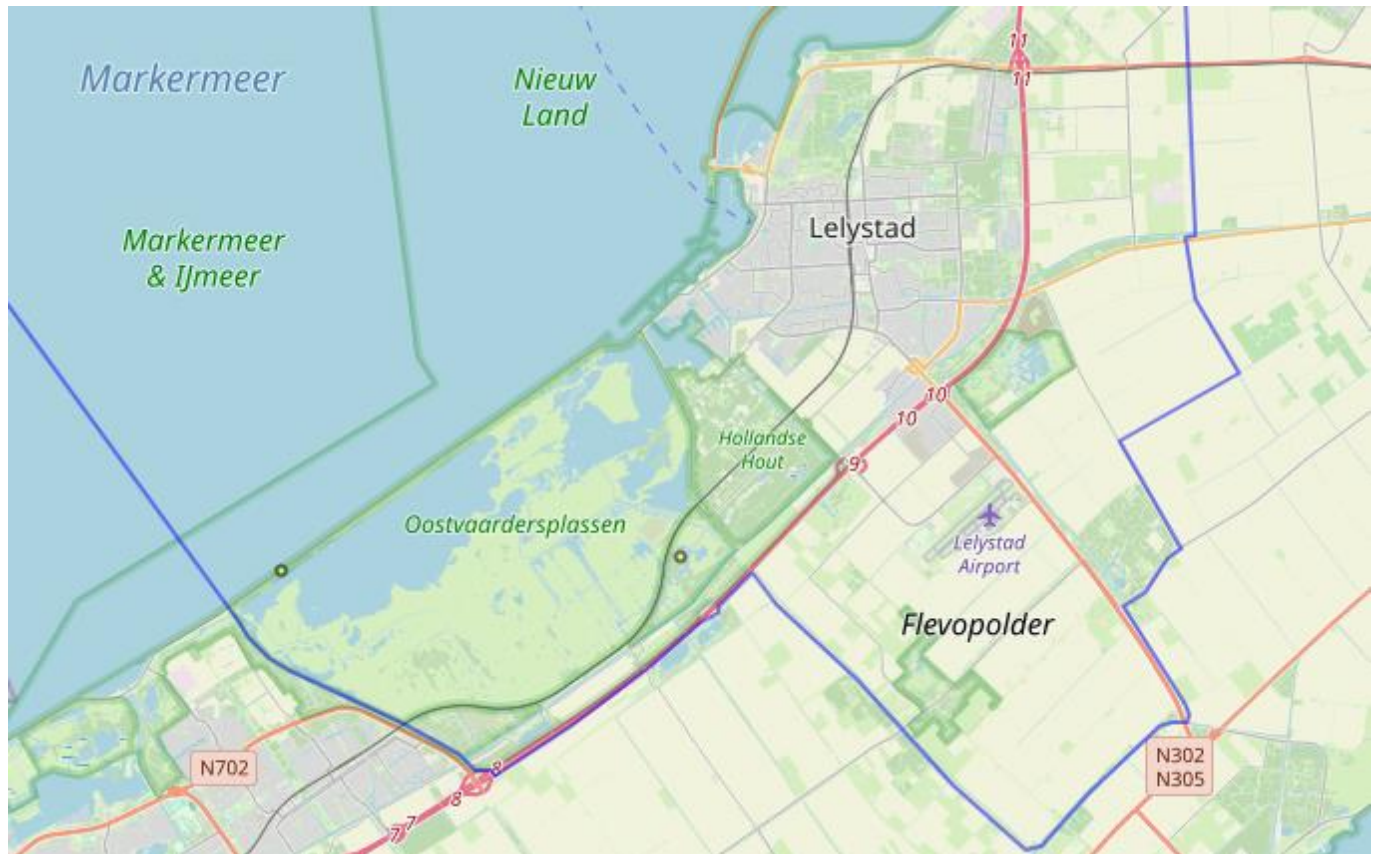 11
11
Markermeer
Nieuw
Land
Markermeer
& IJmeer
Lelystad
10
10
Hollandse
Hout
9
Oostvaardersplassen
Lelystad
Airport
Flevopolder
N702
8
8
N302
N305
7
7